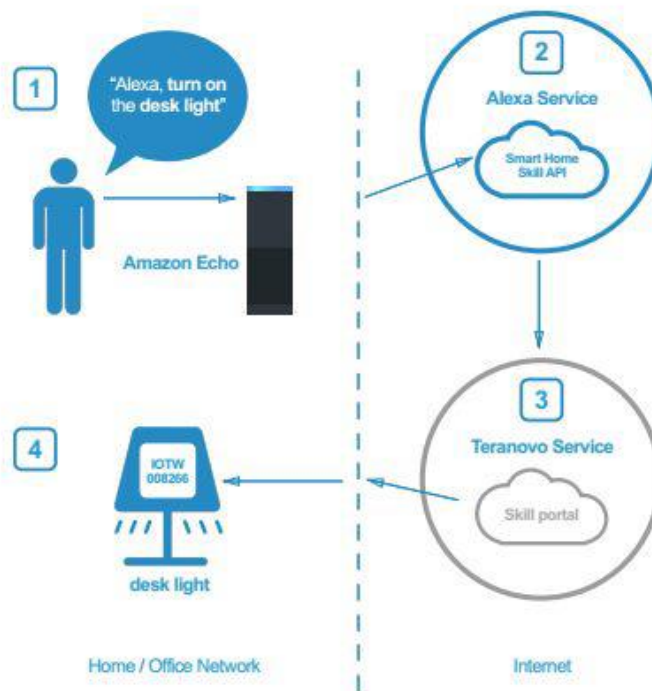 1
"Alexa, turn on
the desk light"
Amazon Echo
2
Alexa Service
Smart Home
Skill API
3
Teranovo Service
Skill portal
4
IOTW
008266
desk light
Home / Office Network
Internet